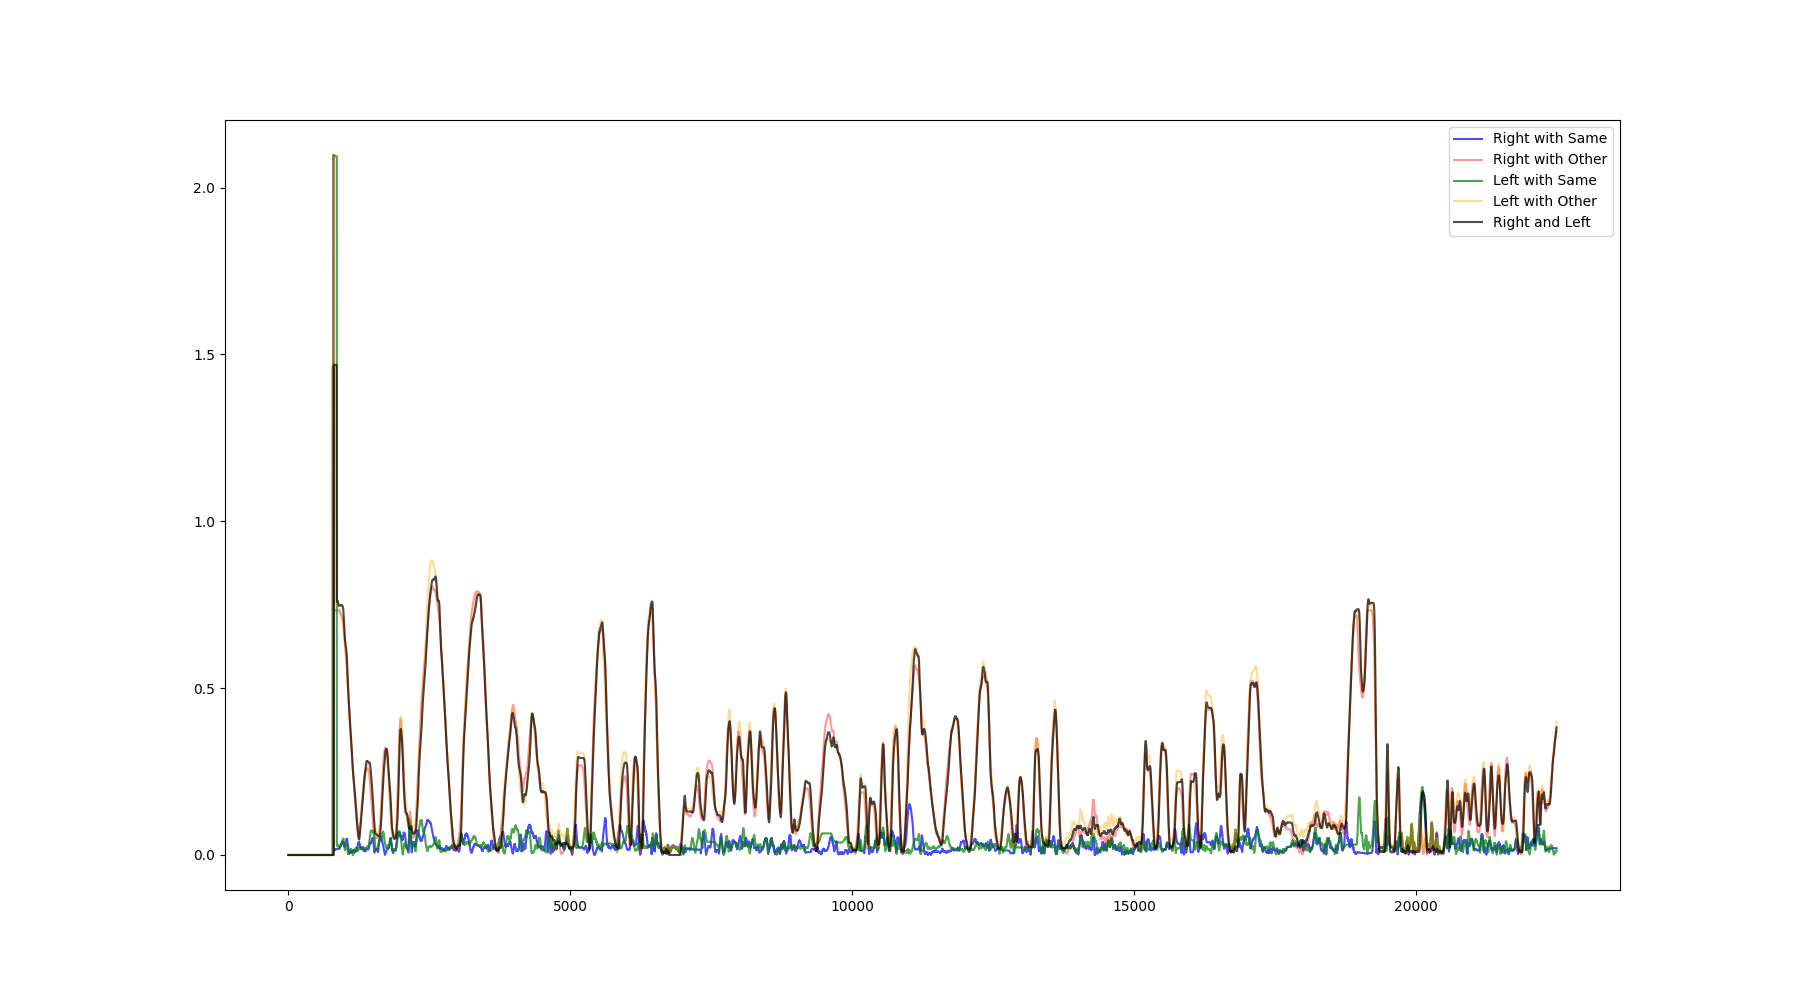 2.0
1.5
1.0
0.5
0.0
0
5000
10000
15000
20000
Right with Same
Right with Other
Left with Same
Left with Other
Right and Left